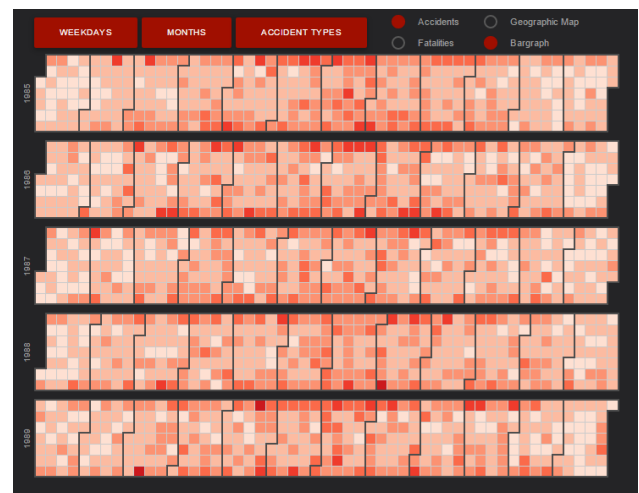 WEEKDAYS MONTHS ACCIDENT TYPES Accidents Geographic Map
Fatalities Bargraph
1985
1986
1987
1988
1989